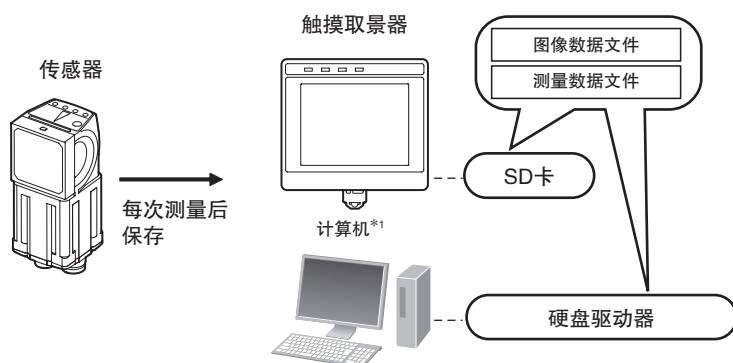 触摸取景器
图像数据文件
测量数据文件
传感器
SD卡
每次测量后
保存
计算机*1
硬盘驱动器